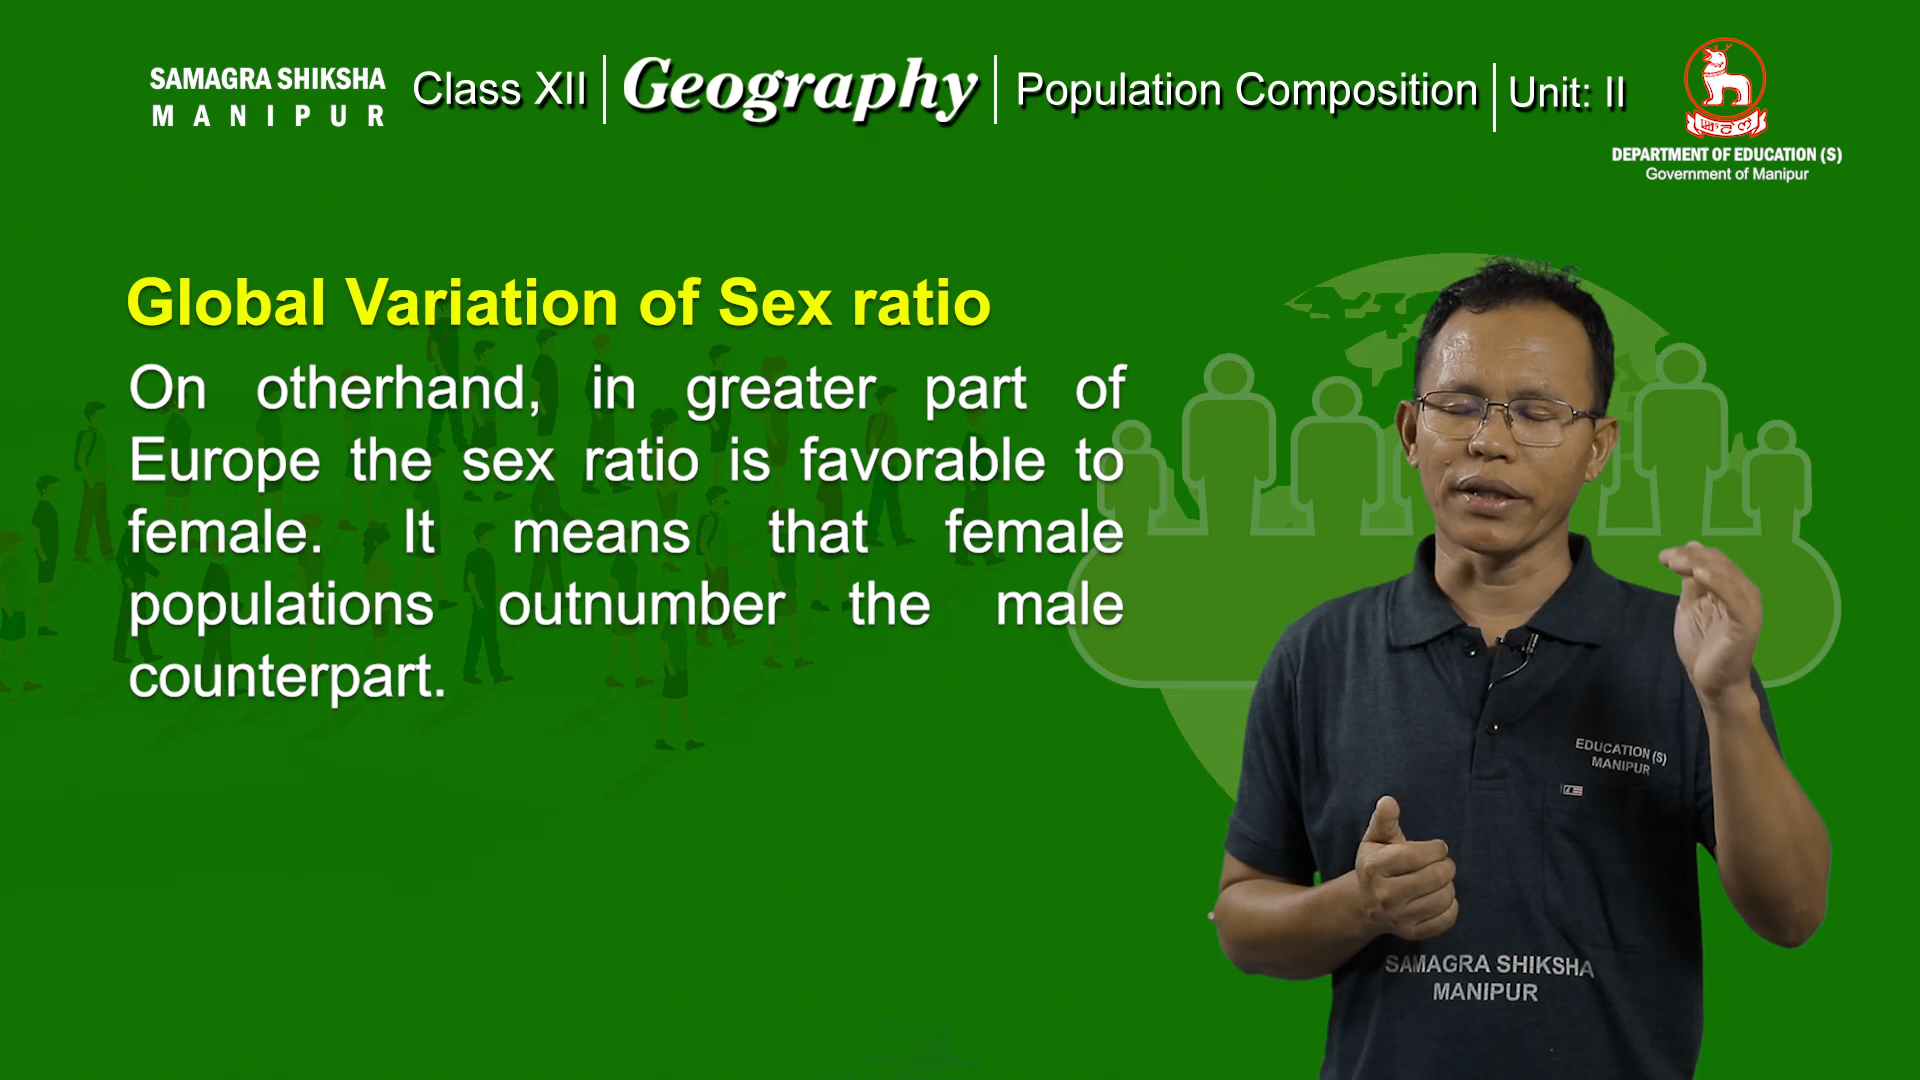 SAMAGRA SHIKSHA
MANIPUR
Class XII
Geography
Population Composition
Unit: II
DEPARTMENT OF EDUCATION (S)
Government of Manipur
Global Variation of Sex ratio
On otherhand, in greater part of
Europe the sex ratio is favorable to
female. It means that female
populations outnumber the male
counterpart.
EDUCATION (S)
MANIPUR
SAMAGRA SHIKSHA
MANIPUR